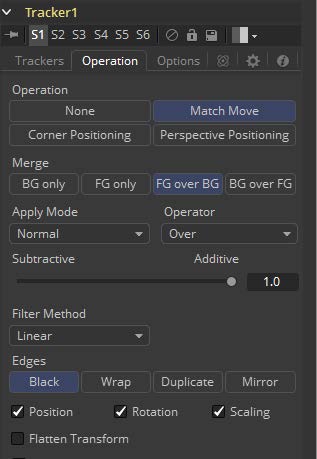 Tracker1
S1 S2 S3 S4 S5 S6
Trackers Operation Options
Operation
None Match Move
Corner Positioning Perspective Positioning
Merge
BG only FG only FG over BG BG over FG
Apply Mode Operator
Normal Over
Subtractive Additive
1.0
Filter Method
Linear
Edges
Black Wrap Duplicate Mirror
Position Rotation Scaling
Flatten Transform